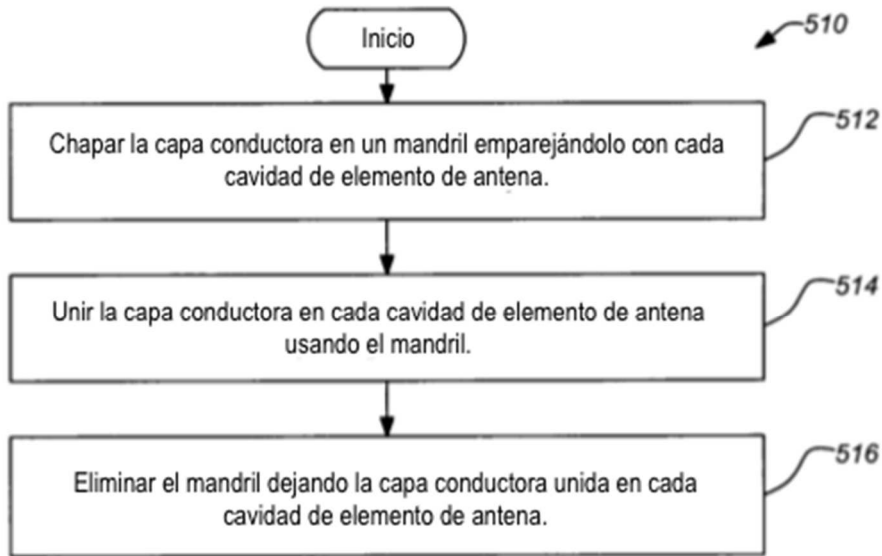 Inicio
510
Chapar la capa conductora en un mandril emparejándolo con cada
cavidad de elemento de antena.
512
Unir la capa conductora en cada cavidad de elemento de antena
usando el mandril.
514
Eliminar el mandril dejando la capa conductora unida en cada
cavidad de elemento de antena.
516